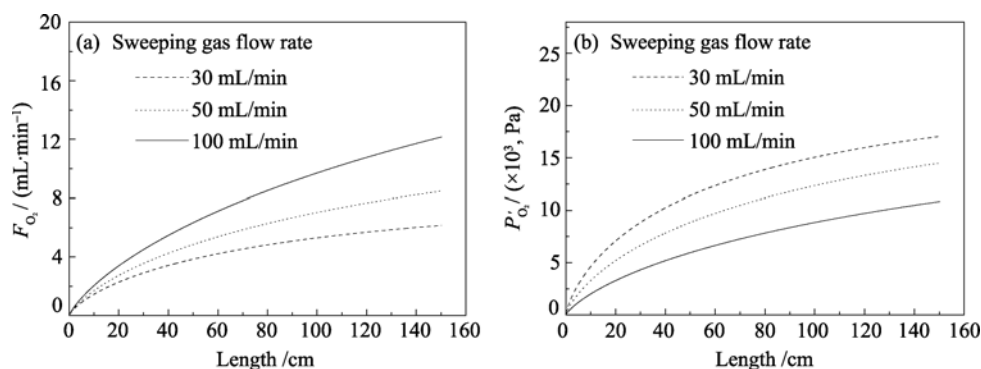 (a) Sweeping gas flow rate
30 mL/min
50 mL/min
100 mL/min
20
16
12
8
4
0
F_{O_2} / (mL·min⁻¹)
0 20 40 60 80 100 120 140 160
Length /cm
(b) Sweeping gas flow rate
30 mL/min
50 mL/min
100 mL/min
25
20
15
10
5
0
P′_{O_2} / (×10³, Pa)
0 20 40 60 80 100 120 140 160
Length /cm